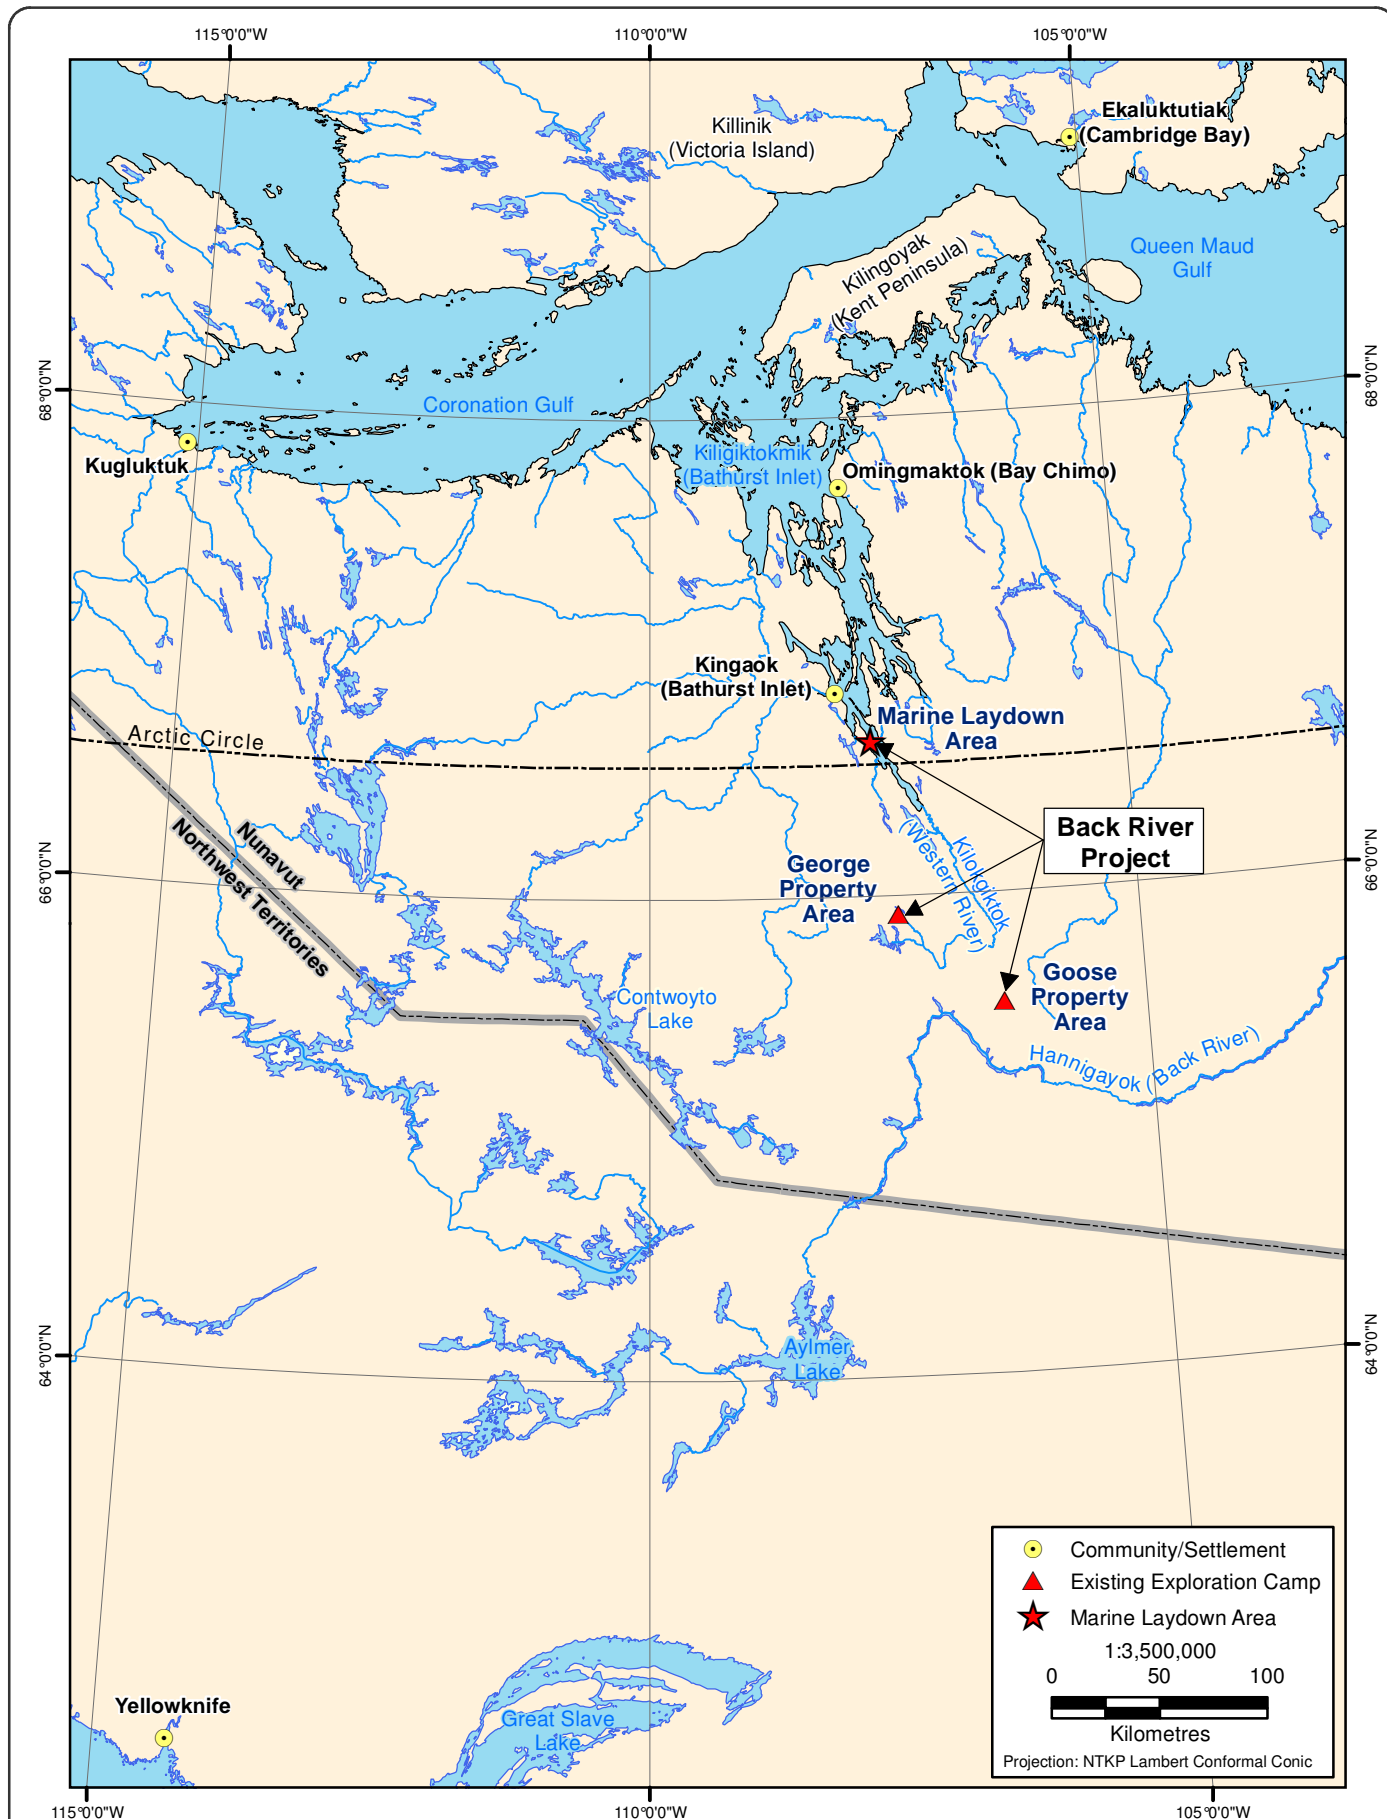 115°0'0"W
110°0'0"W
105°0'0"W
Ekaluktutiak
(Cambridge Bay)
Killinik
(Victoria Island)
Kilingoyak
(Kent Peninsula)
Queen Maud
Gulf
68°0'0"N
68°0'0"N
Coronation Gulf
Kugluktuk
Kiligiktokmik
(Bathurst Inlet)
Omingmaktok (Bay Chimo)
Kingaok
(Bathurst Inlet)
Marine Laydown
Area
Arctic Circle
Back River
Project
Nunavut
Northwest Territories
George
Property
Area
Kilokgiktok
(Western River)
66°0'0"N
66°0'0"N
Goose
Property
Area
Contwoyto
Lake
Hannigayok (Back River)
Aylmer
Lake
64°0'0"N
64°0'0"N
Yellowknife
Great Slave
Lake
Community/Settlement
Existing Exploration Camp
Marine Laydown Area
1:3,500,000
0 50 100
Kilometres
Projection: NTKP Lambert Conformal Conic
115°0'0"W
110°0'0"W
105°0'0"W